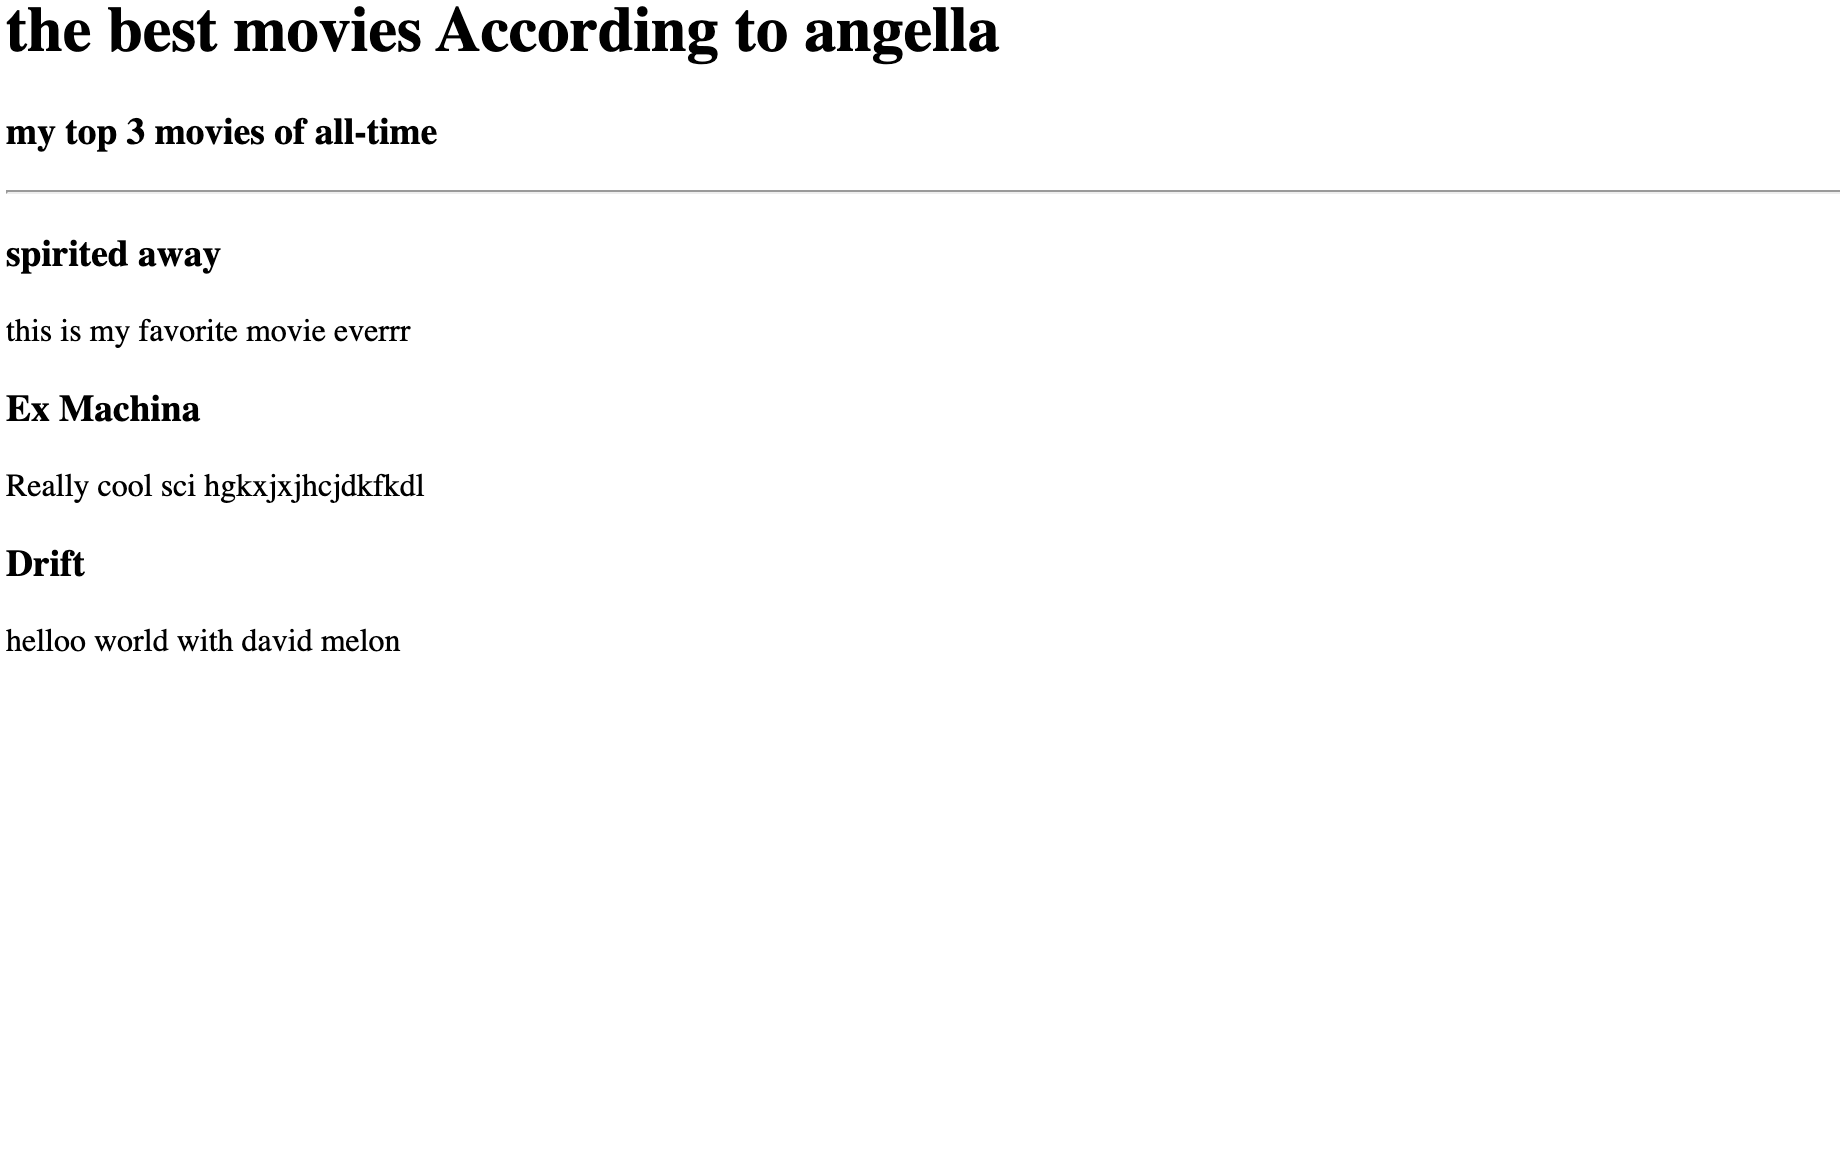 the best movies According to angella
my top 3 movies of all-time
spirited away
this is my favorite movie everrr
Ex Machina
Really cool sci hgkxjxjhcjdkfkdl
Drift
helloo world with david melon